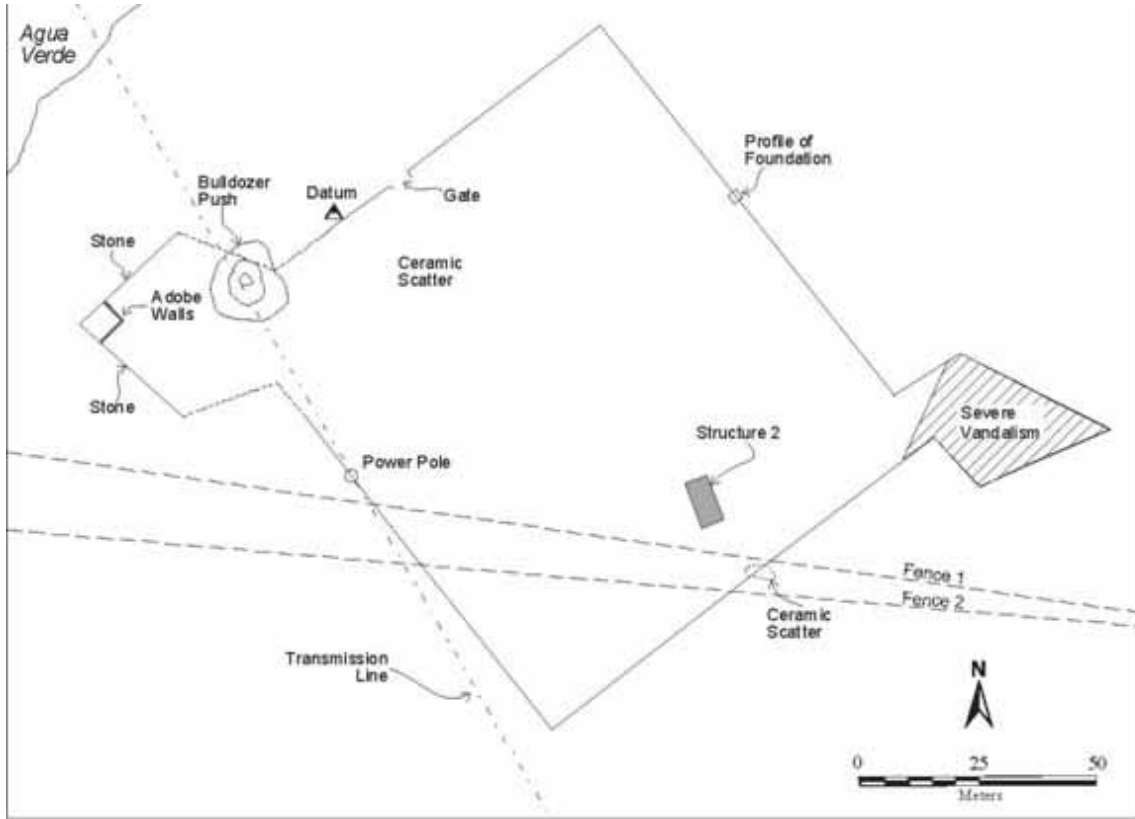 Agua
Verde
Profile of
Foundation
Bulldozer
Push
Datum
Gate
Stone
Ceramic
Scatter
Adobe
Walls
Stone
Severe
Vandalism
Structure 2
Power Pole
Fence 1
Fence 2
Ceramic
Scatter
Transmission
Line
N
0 25 50
Meters